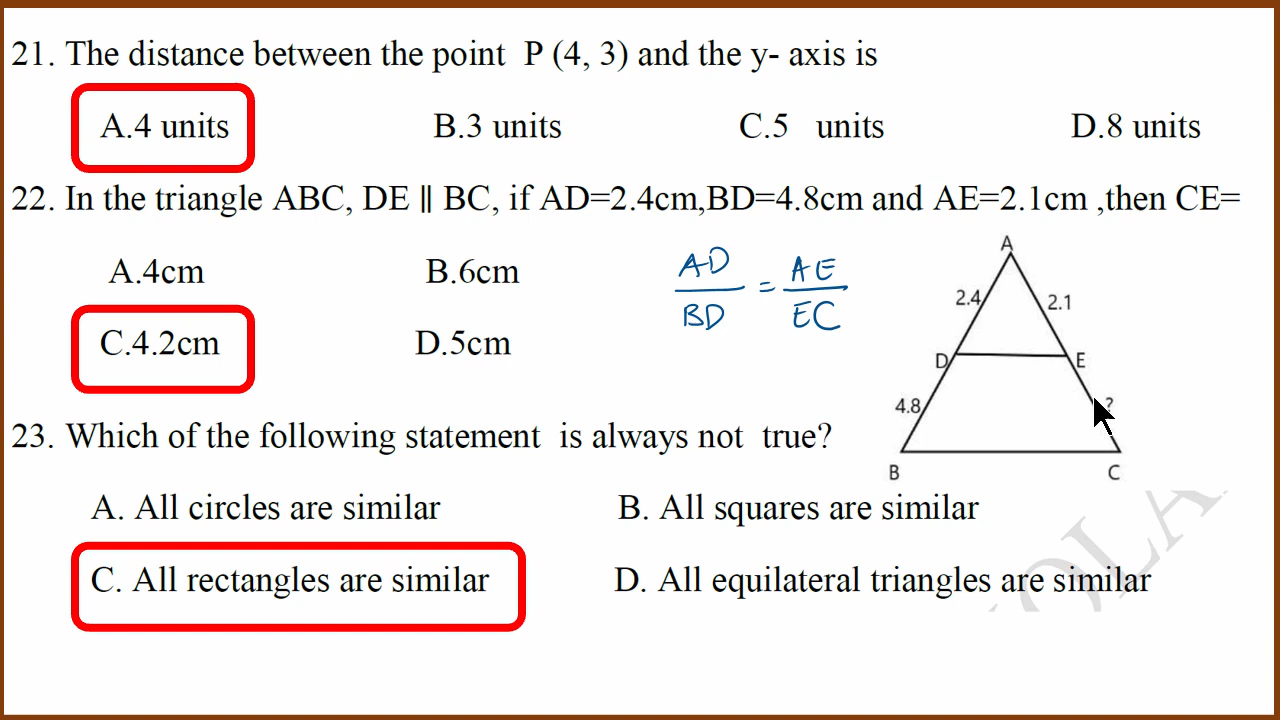 21. The distance between the point P (4, 3) and the y- axis is
A.4 units B.3 units C.5 units D.8 units
22. In the triangle ABC, DE ∥ BC, if AD=2.4cm,BD=4.8cm and AE=2.1cm ,then CE=
A.4cm B.6cm
C.4.2cm D.5cm
AD/BD = AE/EC
A
2.4 2.1
D E
4.8 ?
B C
23. Which of the following statement is always not true?
A. All circles are similar B. All squares are similar
C. All rectangles are similar D. All equilateral triangles are similar